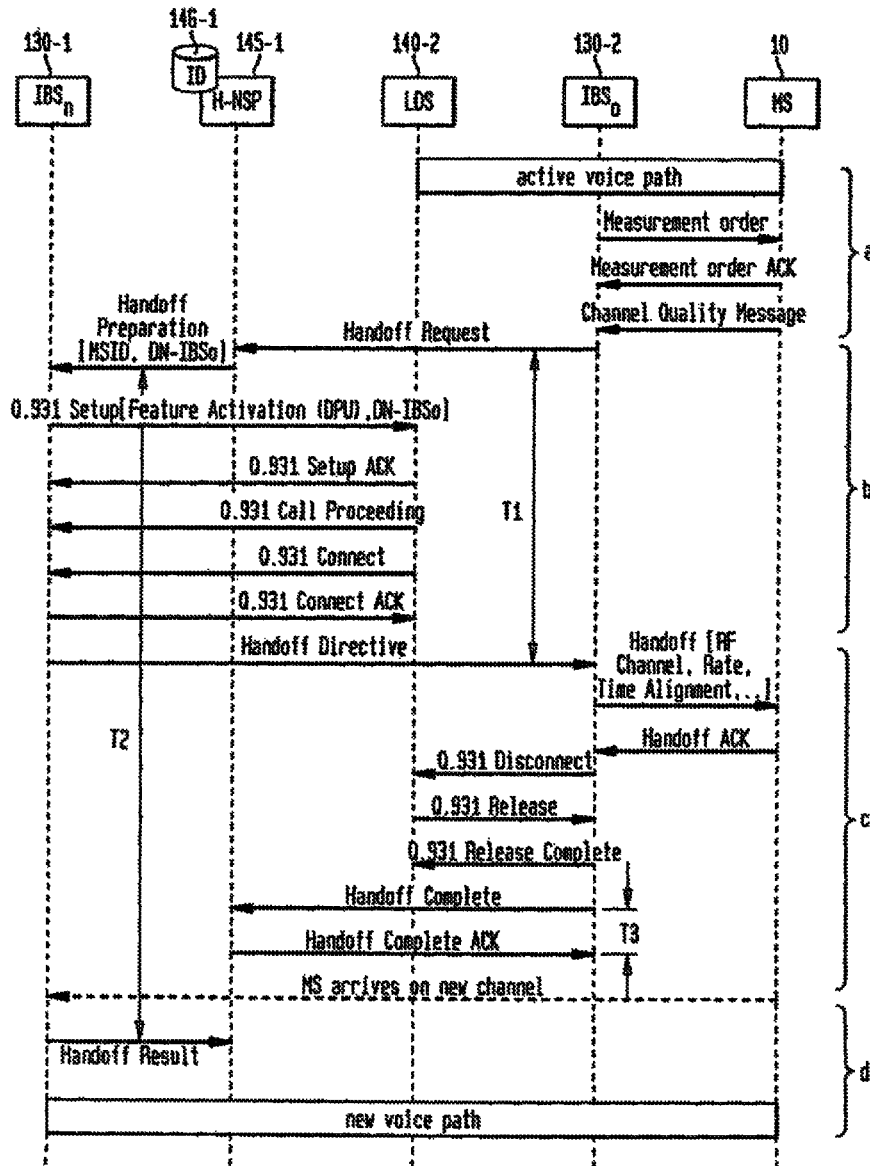 146-1
130-1
145-1
140-2
130-2
10
ID
IBSn
H-NSP
LDS
IBSo
MS
active voice path
Measurement order
a
Measurement order ACK
Channel Quality Message
Handoff
Preparation
[MSID, DN-IBSo]
Handoff Request
Q.931 Setup[Feature Activation (DPU),DN-IBSo]
Q.931 Setup ACK
b
T1
Q.931 Call Proceeding
Q.931 Connect
Q.931 Connect ACK
Handoff Directive
Handoff [RF
Channel, Rate,
Time Alignment...]
T2
Handoff ACK
Q.931 Disconnect
Q.931 Release
c
Q.931 Release Complete
Handoff Complete
T3
Handoff Complete ACK
MS arrives on new channel
Handoff Result
d
new voice path